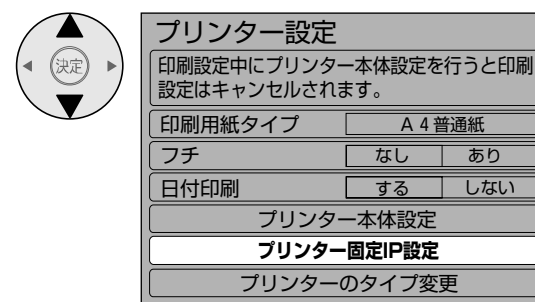 決定
プリンター設定
印刷設定中にプリンター本体設定を行うと印刷
設定はキャンセルされます。
印刷用紙タイプ A４普通紙
フチ なし あり
日付印刷 する しない
プリンター本体設定
プリンター固定IP設定
プリンターのタイプ変更